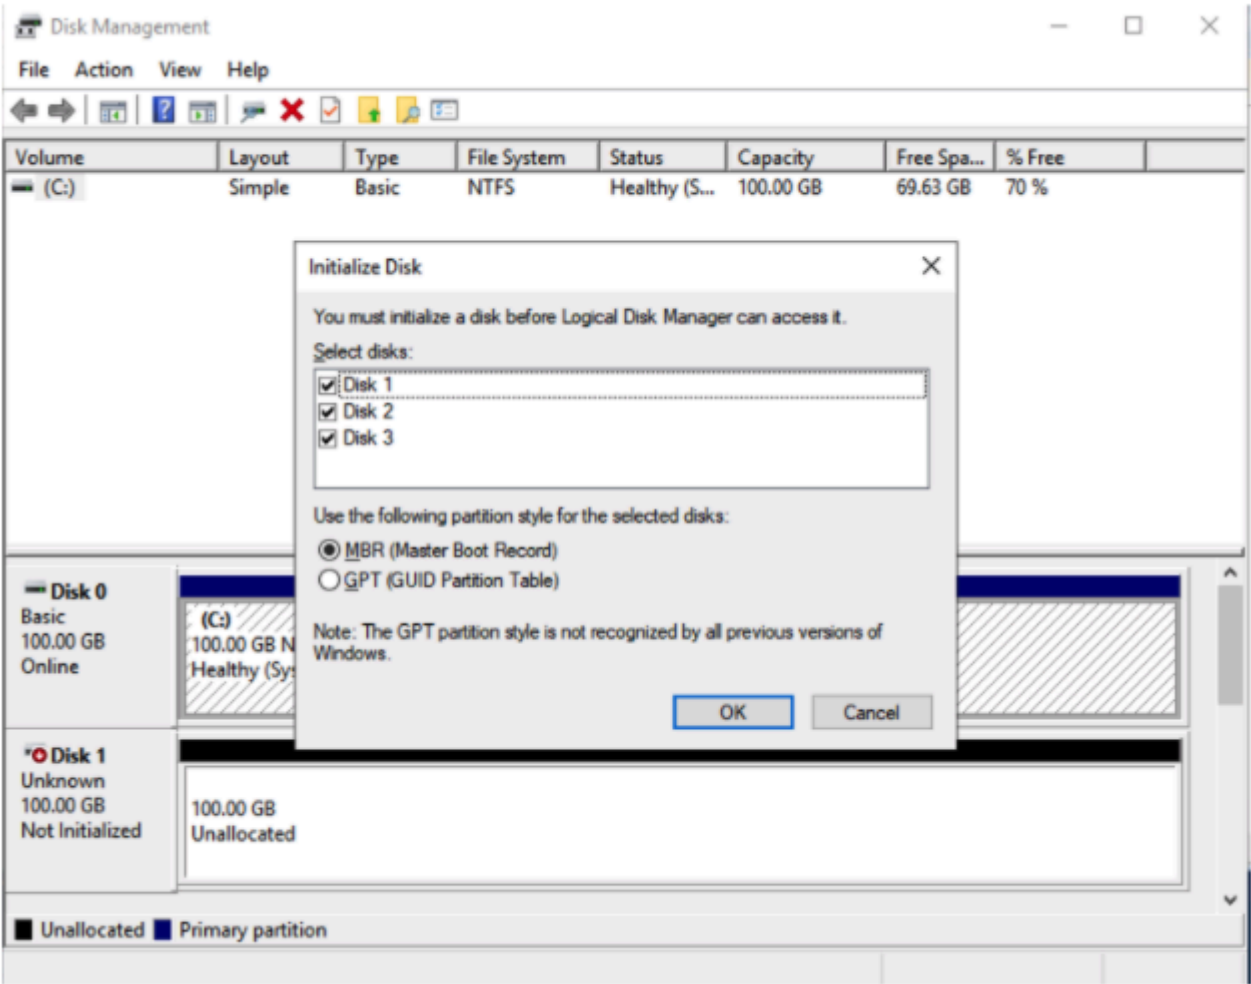 Disk Management
File Action View Help
Volume Layout Type File System Status Capacity Free Spa... % Free
(C:) Simple Basic NTFS Healthy (S... 100.00 GB 69.63 GB 70 %
Initialize Disk
You must initialize a disk before Logical Disk Manager can access it.
Select disks:
Disk 1
Disk 2
Disk 3
Use the following partition style for the selected disks:
MBR (Master Boot Record)
GPT (GUID Partition Table)
Note: The GPT partition style is not recognized by all previous versions of
Windows.
OK Cancel
Disk 0
Basic
100.00 GB
Online
(C:)
100.00 GB N
Healthy (Sys
Disk 1
Unknown
100.00 GB
Not Initialized
100.00 GB
Unallocated
Unallocated Primary partition